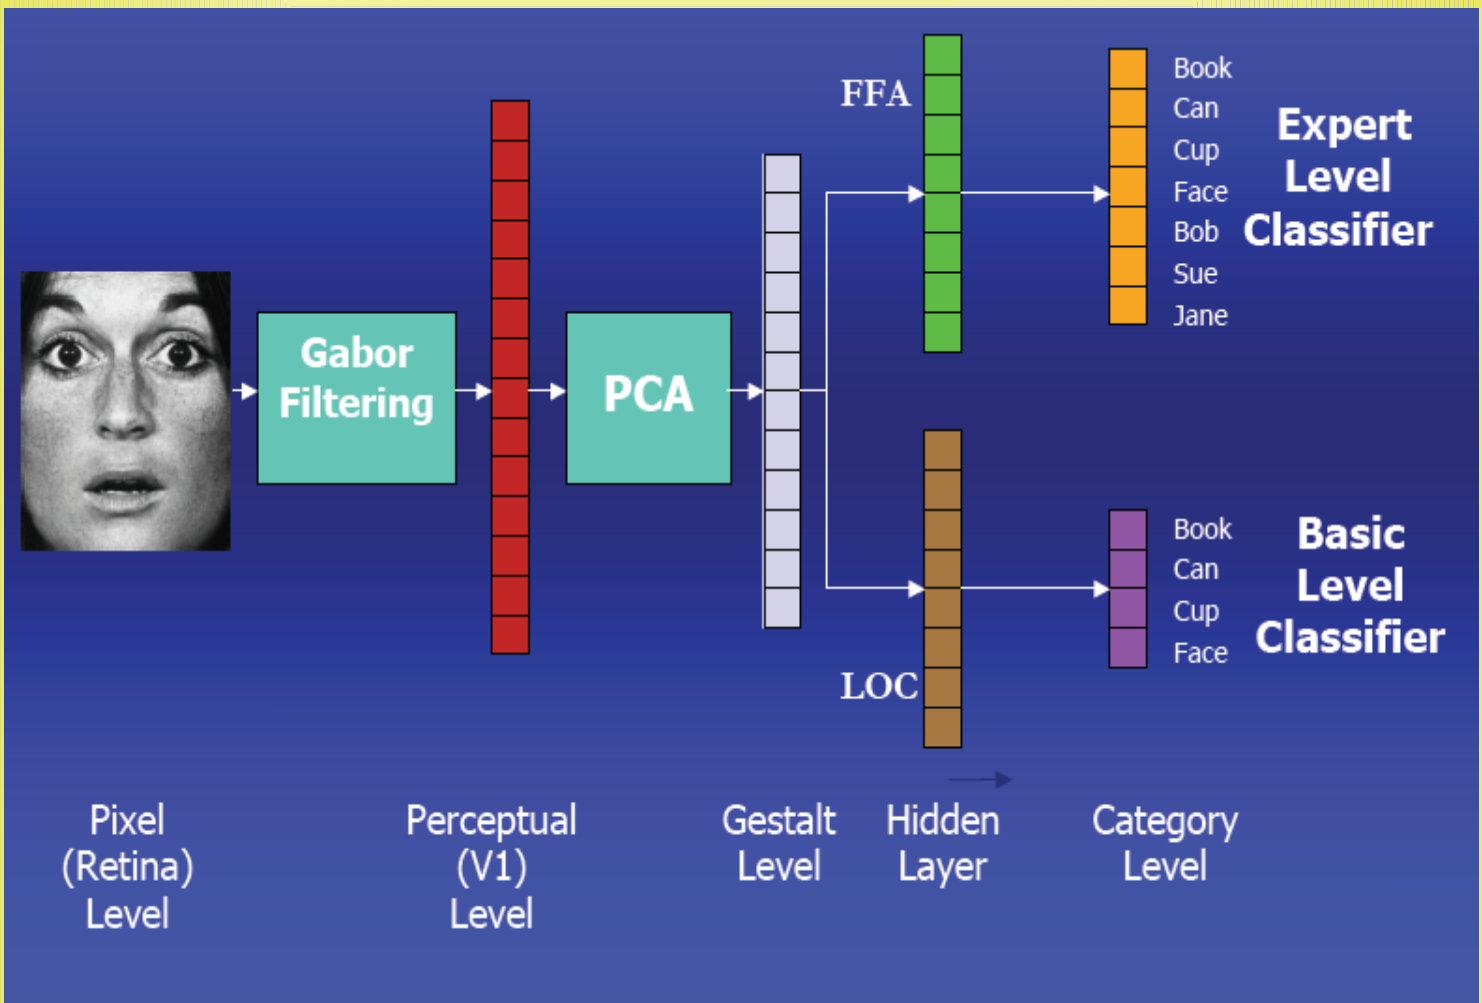 FFA
Book
Can
Cup
Face
Bob
Sue
Jane
Expert
Level
Classifier
Gabor
Filtering
PCA
LOC
Book
Can
Cup
Face
Basic
Level
Classifier
Pixel
(Retina)
Level
Perceptual
(V1)
Level
Gestalt
Level
Hidden
Layer
Category
Level